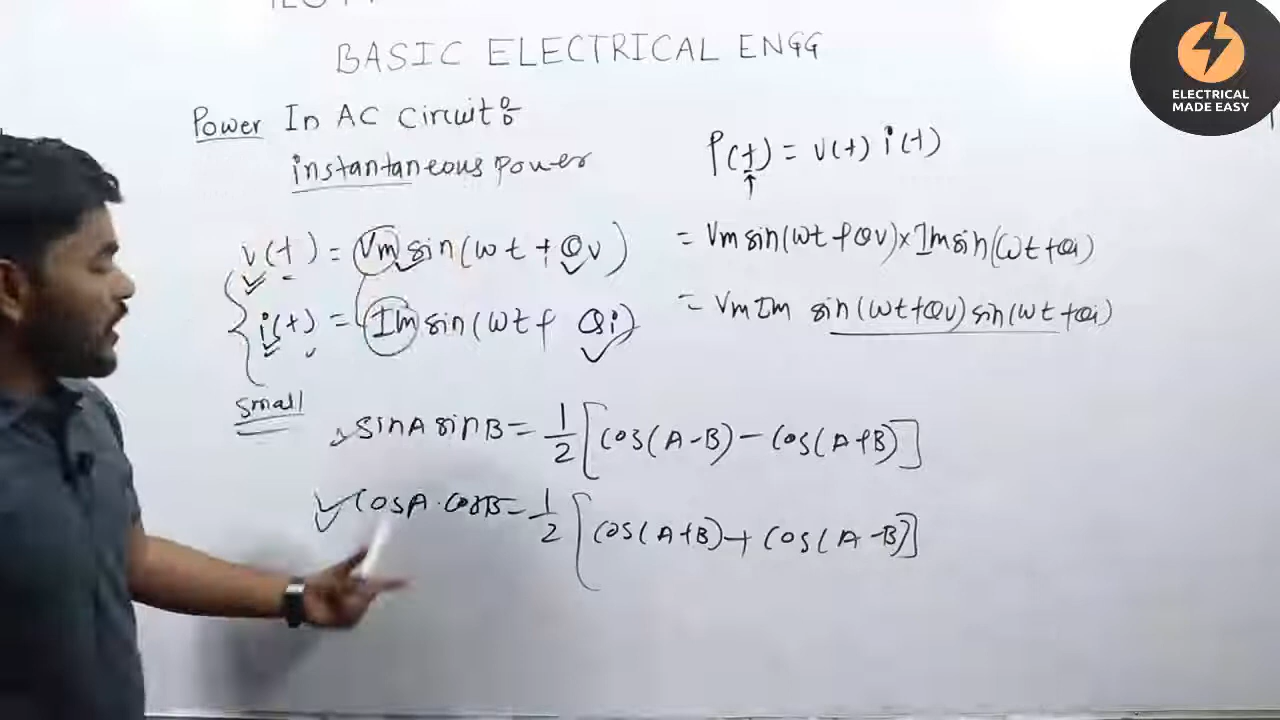 BASIC ELECTRICAL ENGG
ELECTRICAL
MADE EASY
Power In AC Circuit:
instantaneous power
P(t) = v(t) i(t)
v(t) = Vm sin(ωt + θv)
= Vm sin(ωt + θv) × Im sin(ωt + θi)
i(t) = Im sin(ωt + θi)
= Vm Im sin(ωt + θv) sin(ωt + θi)
Small
sinA sinB = 1/2 [cos(A-B) - cos(A+B)]
cosA · cosB = 1/2 [cos(A+B) + cos(A-B)]